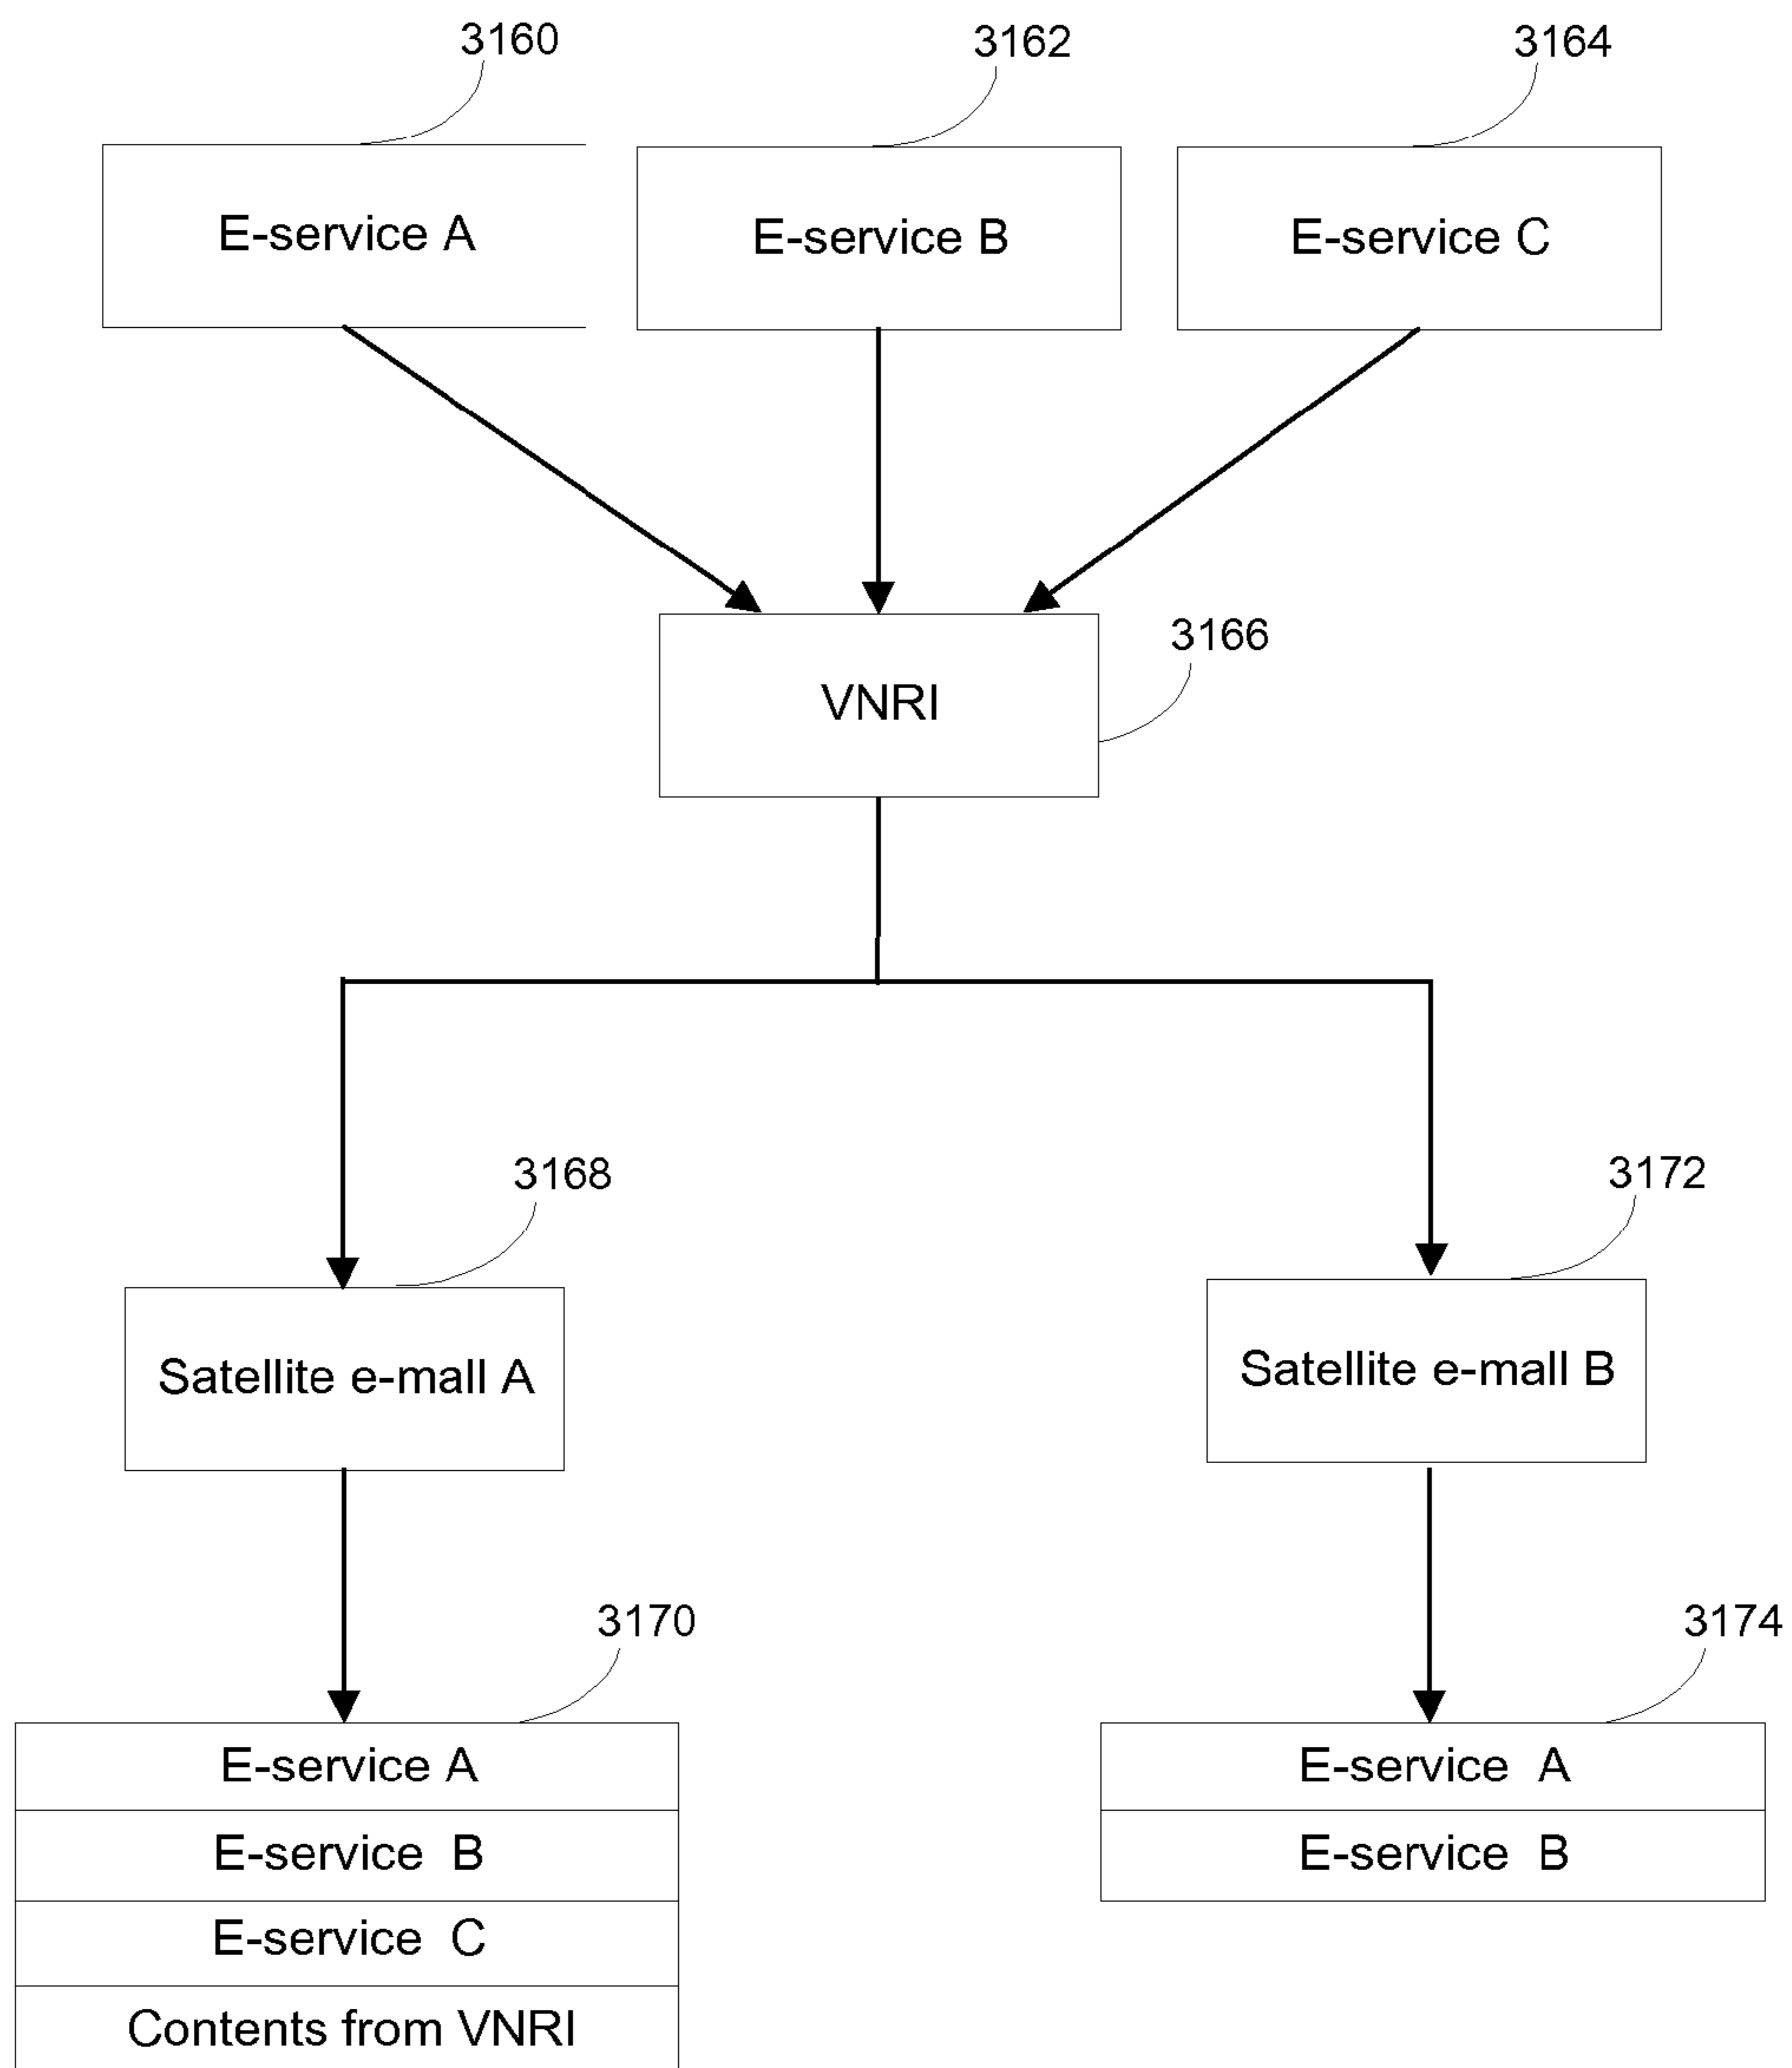 3160
3162
3164
E-service A
E-service B
E-service C
VNRI
3166
3168
3172
Satellite e-mall A
Satellite e-mall B
3170
3174
E-service A
E-service B
E-service C
Contents from VNRI
E-service A
E-service B